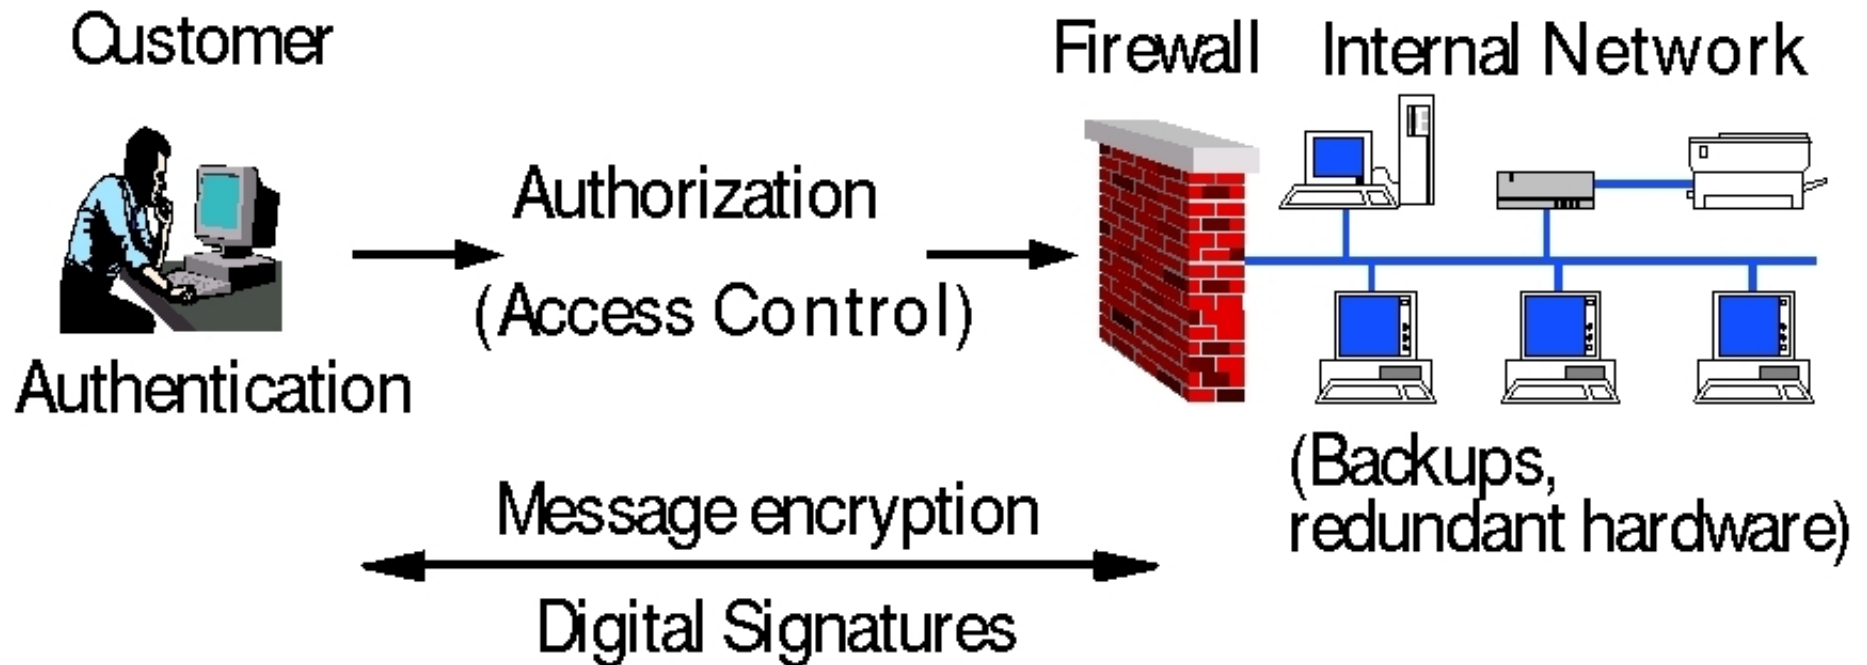 Customer
Firewall
Internal Network
Authorization
(Access Control)
Authentication
(Backups,
redundant hardware)
Message encryption
Digital Signatures